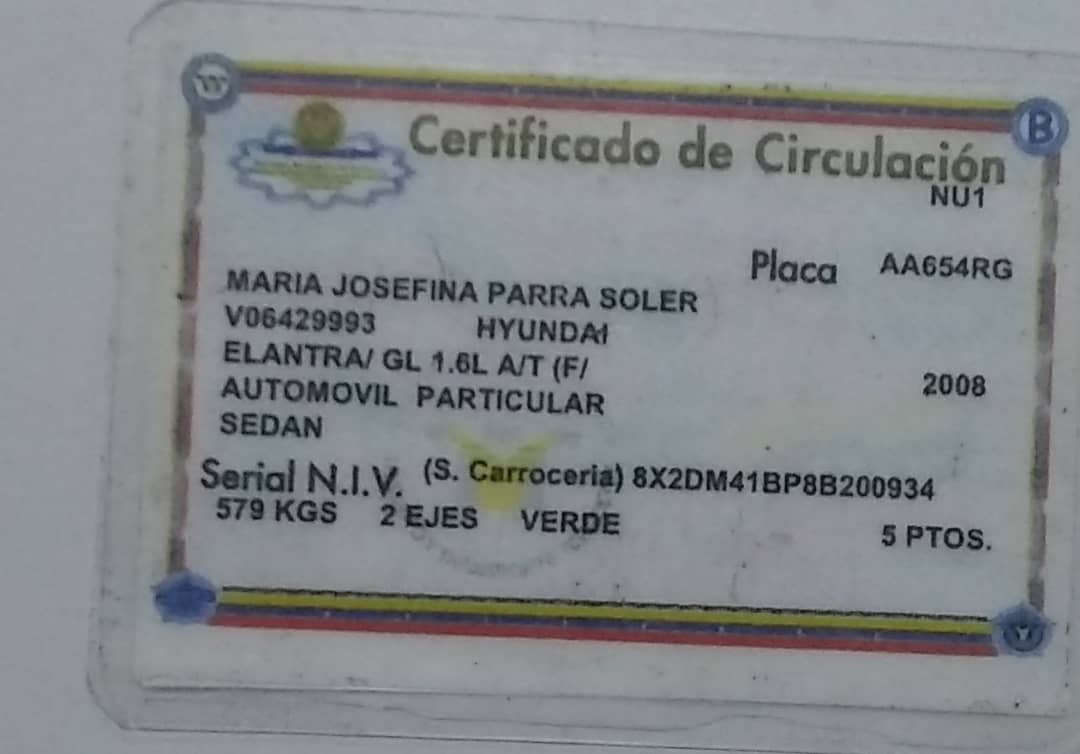 B
Certificado de Circulación
NU1
Placa AA654RG
MARIA JOSEFINA PARRA SOLER
V06429993 HYUNDAI
ELANTRA/ GL 1.6L A/T (F/
2008
AUTOMOVIL PARTICULAR
SEDAN
Serial N.I.V. (S. Carroceria) 8X2DM41BP8B200934
579 KGS 2 EJES VERDE
5 PTOS.